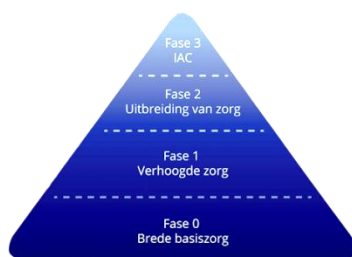 Fase 3
IAC
Fase 2
Uitbreiding van zorg
Fase 1
Verhoogde zorg
Fase 0
Brede basiszorg